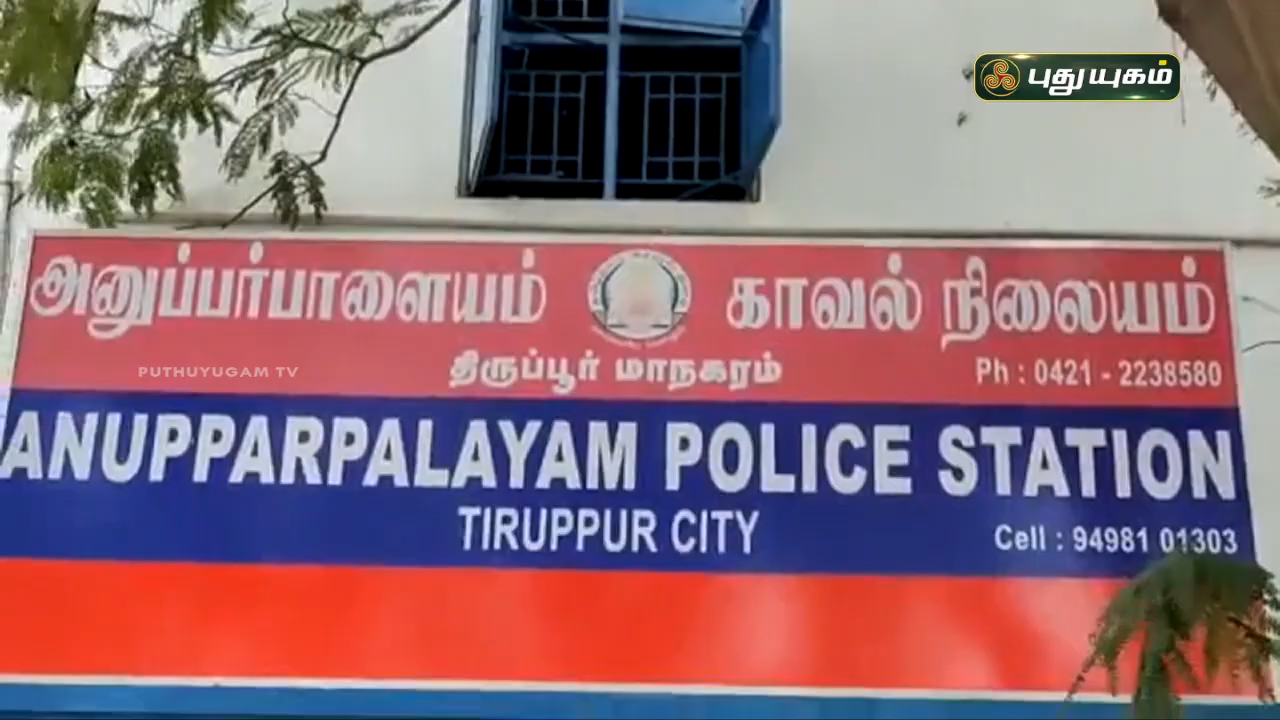 புதுயுகம்
அனுப்பர்பாளையம் காவல் நிலையம்
PUTHUYUGAM TV
திருப்பூர் மாநகரம் Ph : 0421 - 2238580
ANUPPARPALAYAM POLICE STATION
TIRUPPUR CITY Cell : 94981 01303